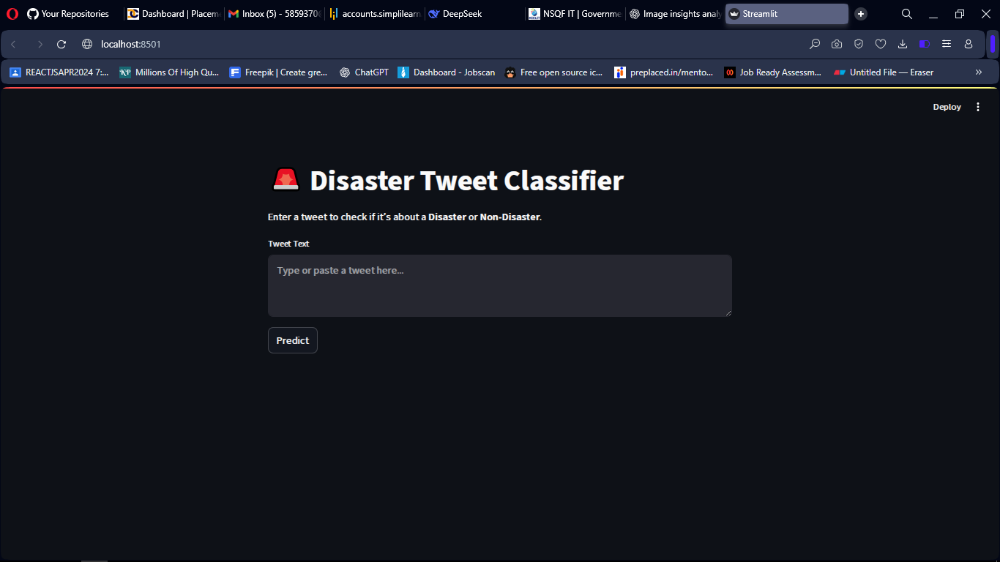 Your Repositories
Dashboard | Placem
Inbox (5) - 5859370
accounts.simplilearn
DeepSeek
NSQF IT | Governme
Image insights analy
Streamlit
localhost:8501
REACTJSAPR2024 7:...
Millions Of High Qu...
Freepik | Create gre...
ChatGPT
Dashboard - Jobscan
Free open source ic...
preplaced.in/mento...
Job Ready Assessm...
Untitled File — Eraser
Deploy
Disaster Tweet Classifier
Enter a tweet to check if it's about a Disaster or Non-Disaster.
Tweet Text
Type or paste a tweet here...
Predict